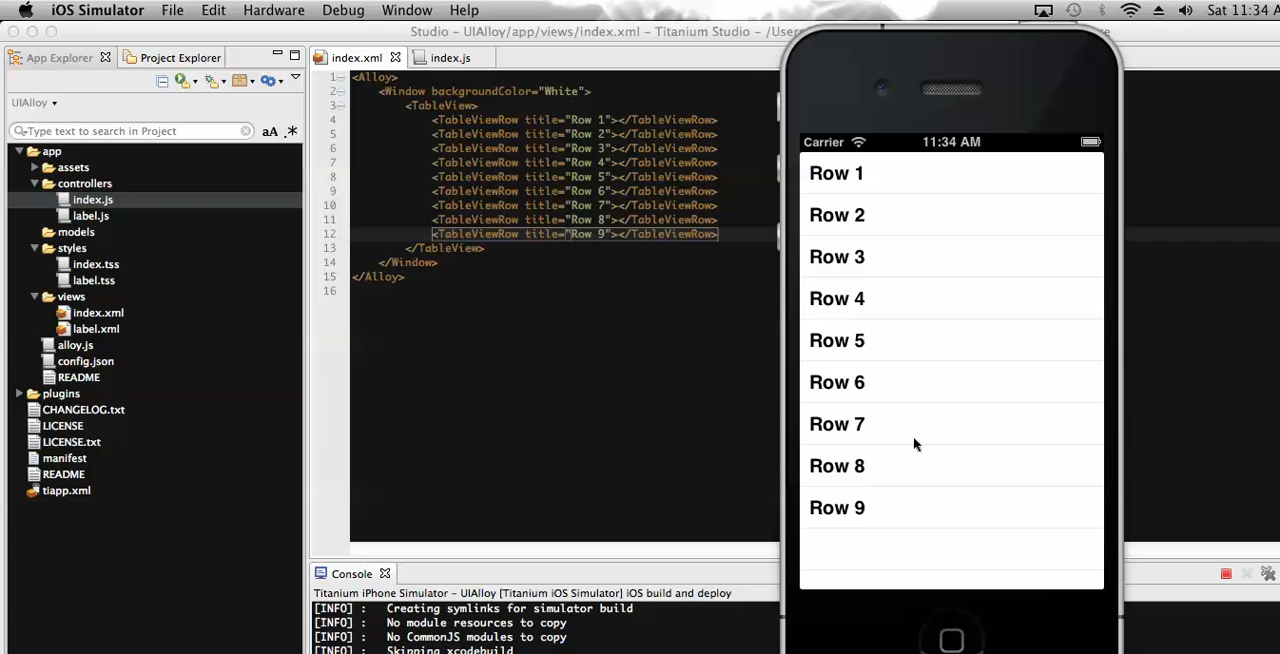 iOS Simulator File Edit Hardware Debug Window Help Sat 11:34 A
Studio - UIAlloy/app/views/index.xml - Titanium Studio - /Users
App Explorer Project Explorer
UIAlloy
Type text to search in Project aA .*
app
assets
controllers
index.js
label.js
models
styles
index.tss
label.tss
views
index.xml
label.xml
alloy.js
config.json
README
plugins
CHANGELOG.txt
LICENSE
LICENSE.txt
manifest
README
tiapp.xml
index.xml index.js
1 <Alloy>
2 <Window backgroundColor="White">
3 <TableView>
4 <TableViewRow title="Row 1"></TableViewRow>
5 <TableViewRow title="Row 2"></TableViewRow>
6 <TableViewRow title="Row 3"></TableViewRow>
7 <TableViewRow title="Row 4"></TableViewRow>
8 <TableViewRow title="Row 5"></TableViewRow>
9 <TableViewRow title="Row 6"></TableViewRow>
10 <TableViewRow title="Row 7"></TableViewRow>
11 <TableViewRow title="Row 8"></TableViewRow>
12 <TableViewRow title="Row 9"></TableViewRow>
13 </TableView>
14 </Window>
15 </Alloy>
16
Console
Titanium iPhone Simulator - UIAlloy [Titanium iOS Simulator] iOS build and deploy
[INFO] : Creating symlinks for simulator build
[INFO] : No module resources to copy
[INFO] : No CommonJS modules to copy
[INFO] : Skipping xcodebuild
Carrier 11:34 AM
Row 1
Row 2
Row 3
Row 4
Row 5
Row 6
Row 7
Row 8
Row 9